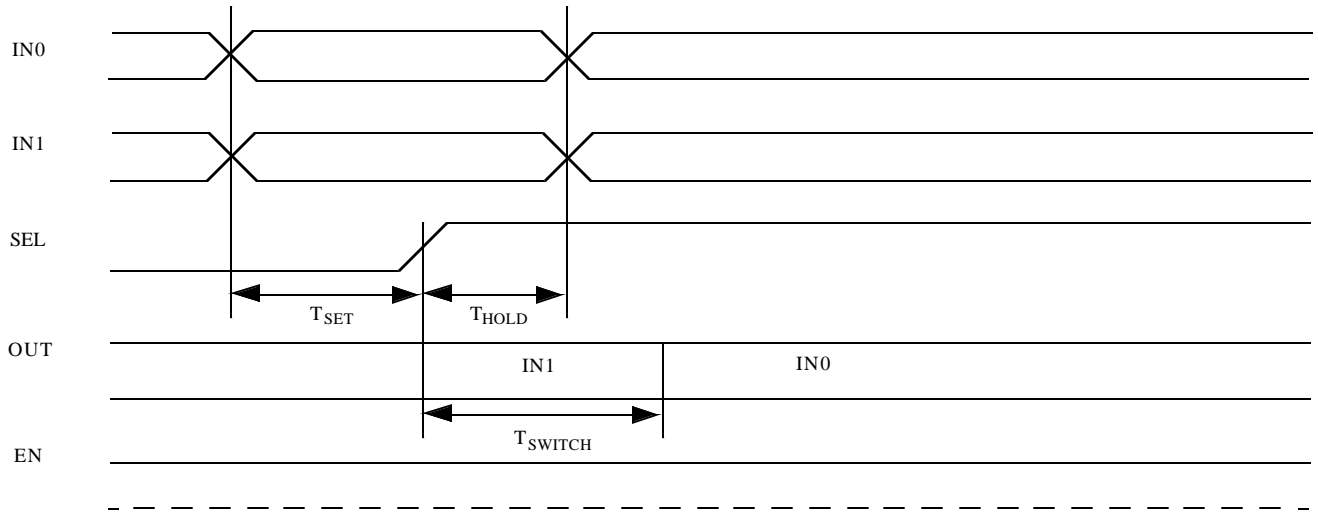 IN0
IN1
SEL
TSET THOLD
OUT
IN1 IN0
TSWITCH
EN